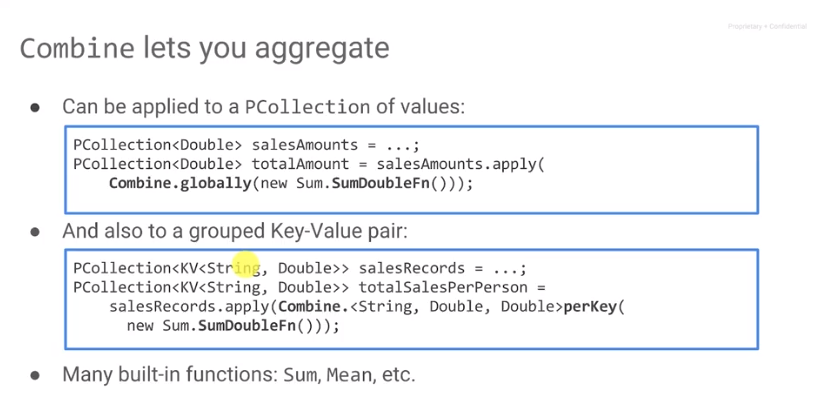 Proprietary + Confidential
Combine lets you aggregate
● Can be applied to a PCollection of values:
PCollection<Double> salesAmounts = ...;
PCollection<Double> totalAmount = salesAmounts.apply(
Combine.globally(new Sum.SumDoubleFn()));
● And also to a grouped Key-Value pair:
PCollection<KV<String, Double>> salesRecords = ...;
PCollection<KV<String, Double>> totalSalesPerPerson =
salesRecords.apply(Combine.<String, Double, Double>perKey(
new Sum.SumDoubleFn()));
● Many built-in functions: Sum, Mean, etc.